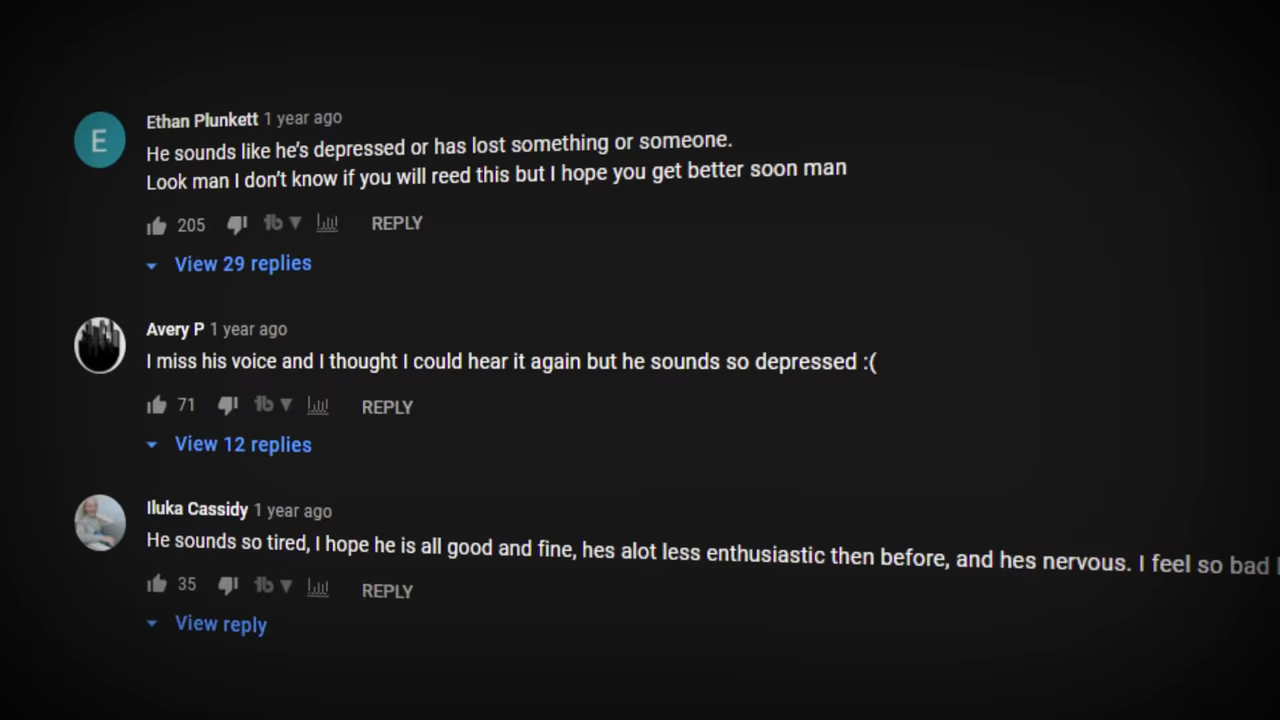 E
Ethan Plunkett 1 year ago
He sounds like he's depressed or has lost something or someone.
Look man I don't know if you will reed this but I hope you get better soon man
205 REPLY
View 29 replies
Avery P 1 year ago
I miss his voice and I thought I could hear it again but he sounds so depressed :(
71 REPLY
View 12 replies
Iluka Cassidy 1 year ago
He sounds so tired, I hope he is all good and fine, hes alot less enthusiastic then before, and hes nervous. I feel so bad
35 REPLY
View reply